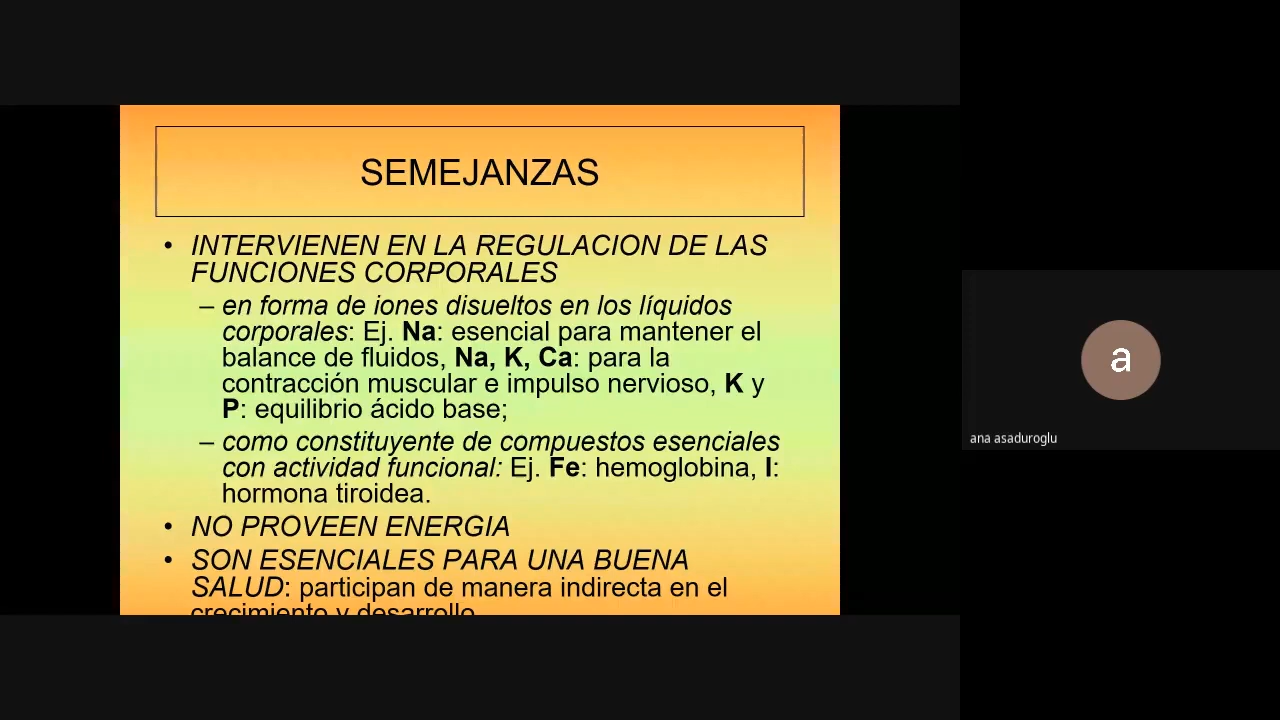 SEMEJANZAS
• INTERVIENEN EN LA REGULACION DE LAS
FUNCIONES CORPORALES
– en forma de iones disueltos en los líquidos
corporales: Ej. Na: esencial para mantener el
balance de fluidos, Na, K, Ca: para la
contracción muscular e impulso nervioso, K y
P: equilibrio ácido base;
– como constituyente de compuestos esenciales
con actividad funcional: Ej. Fe: hemoglobina, I:
hormona tiroidea.
• NO PROVEEN ENERGIA
• SON ESENCIALES PARA UNA BUENA
SALUD: participan de manera indirecta en el
crecimiento y desarrollo
a
ana asaduroglu